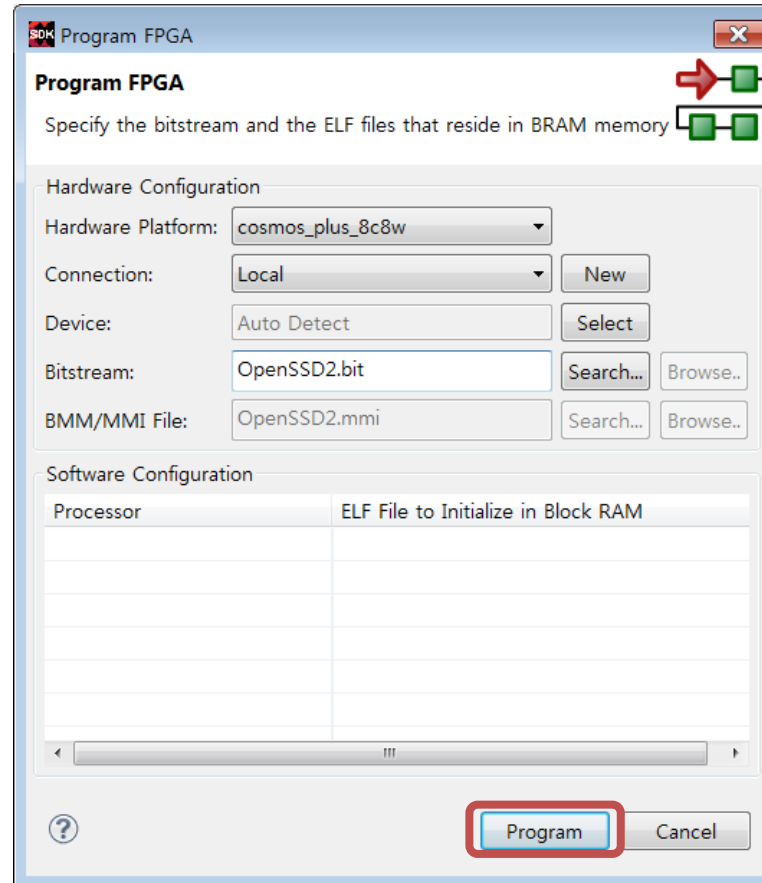 SDK Program FPGA
Program FPGA
Specify the bitstream and the ELF files that reside in BRAM memory
Hardware Configuration
Hardware Platform: cosmos_plus_8c8w
Connection: Local New
Device: Auto Detect Select
Bitstream: OpenSSD2.bit Search... Browse..
BMM/MMI File: OpenSSD2.mmi Search... Browse..
Software Configuration
Processor ELF File to Initialize in Block RAM
? Program Cancel